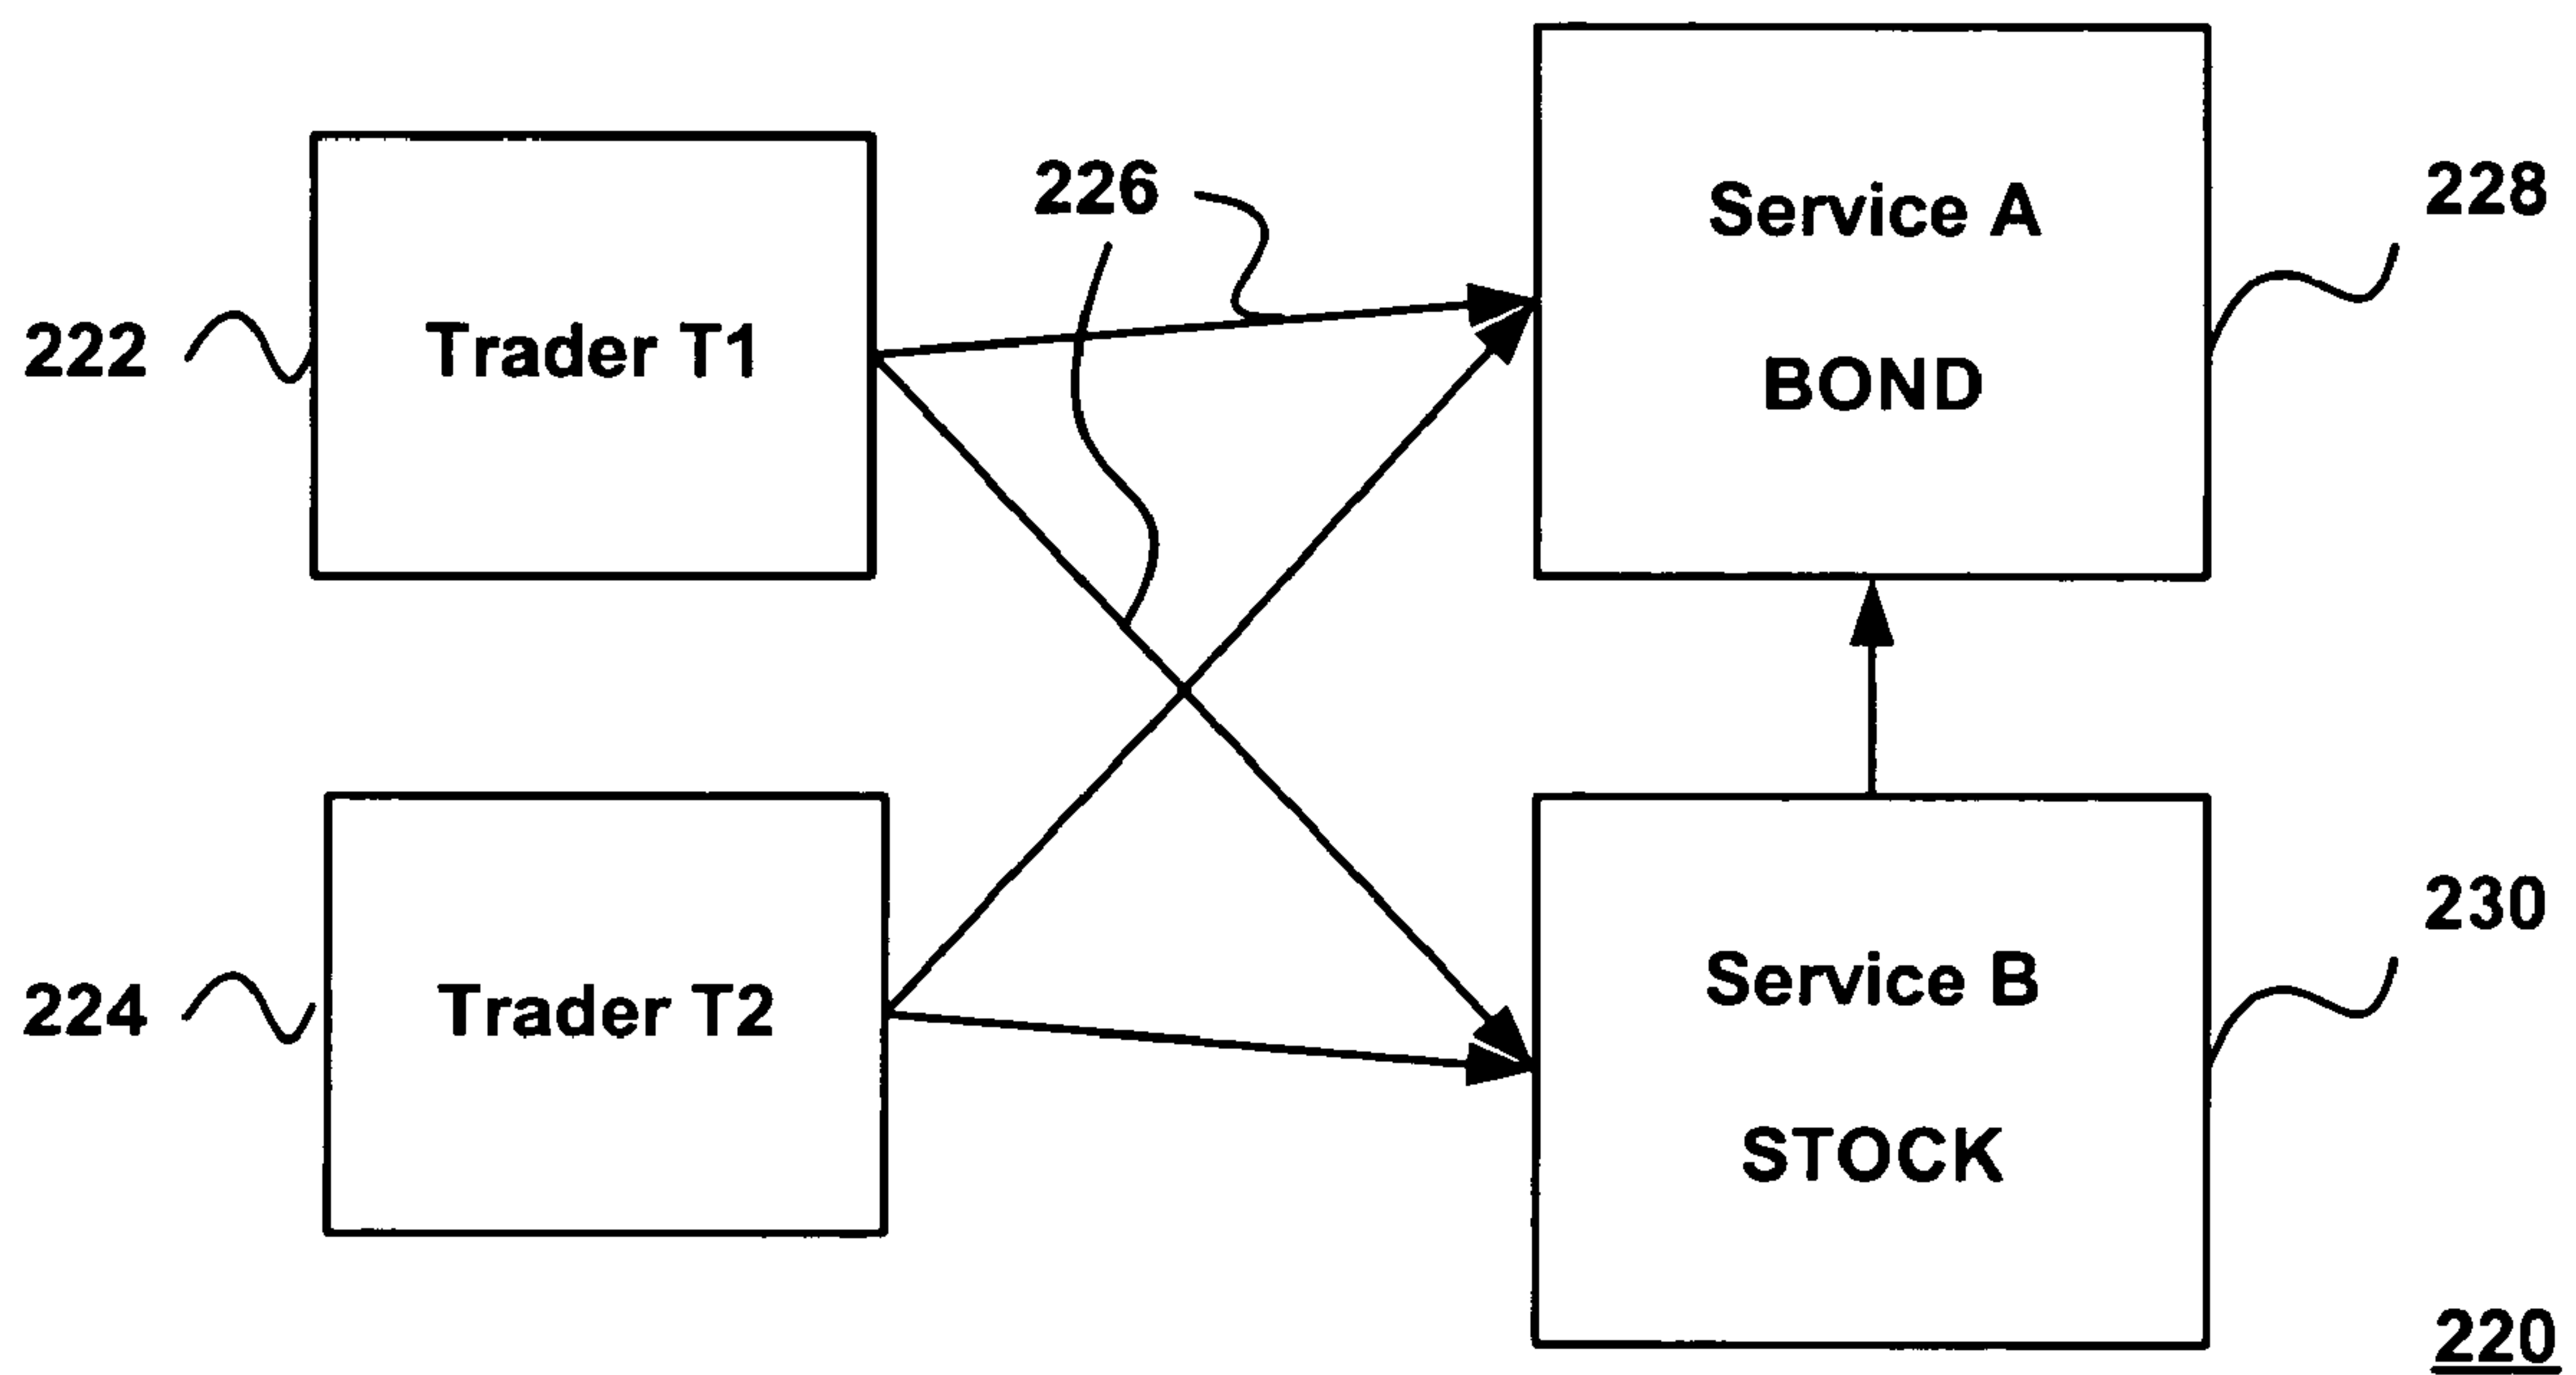 226
Service A
BOND
228
222
Trader T1
224
Trader T2
Service B
STOCK
230
220